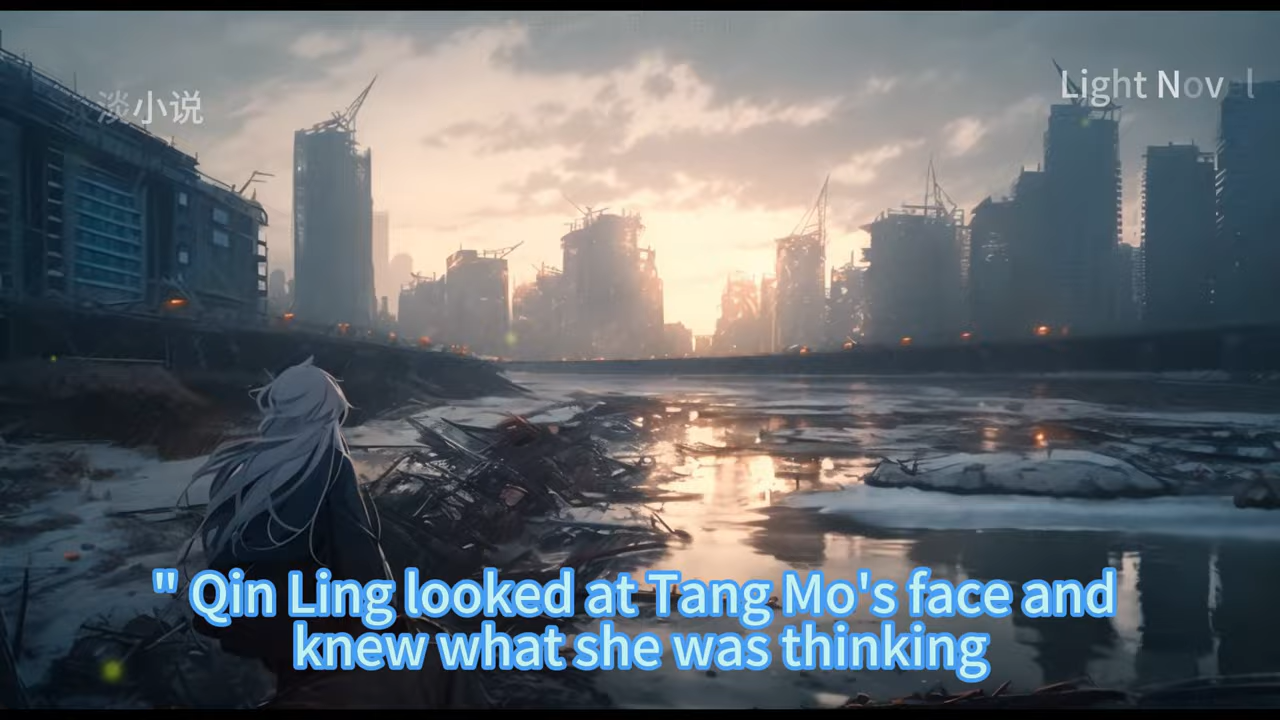 淡小说
Light Novel
" Qin Ling looked at Tang Mo's face and
knew what she was thinking